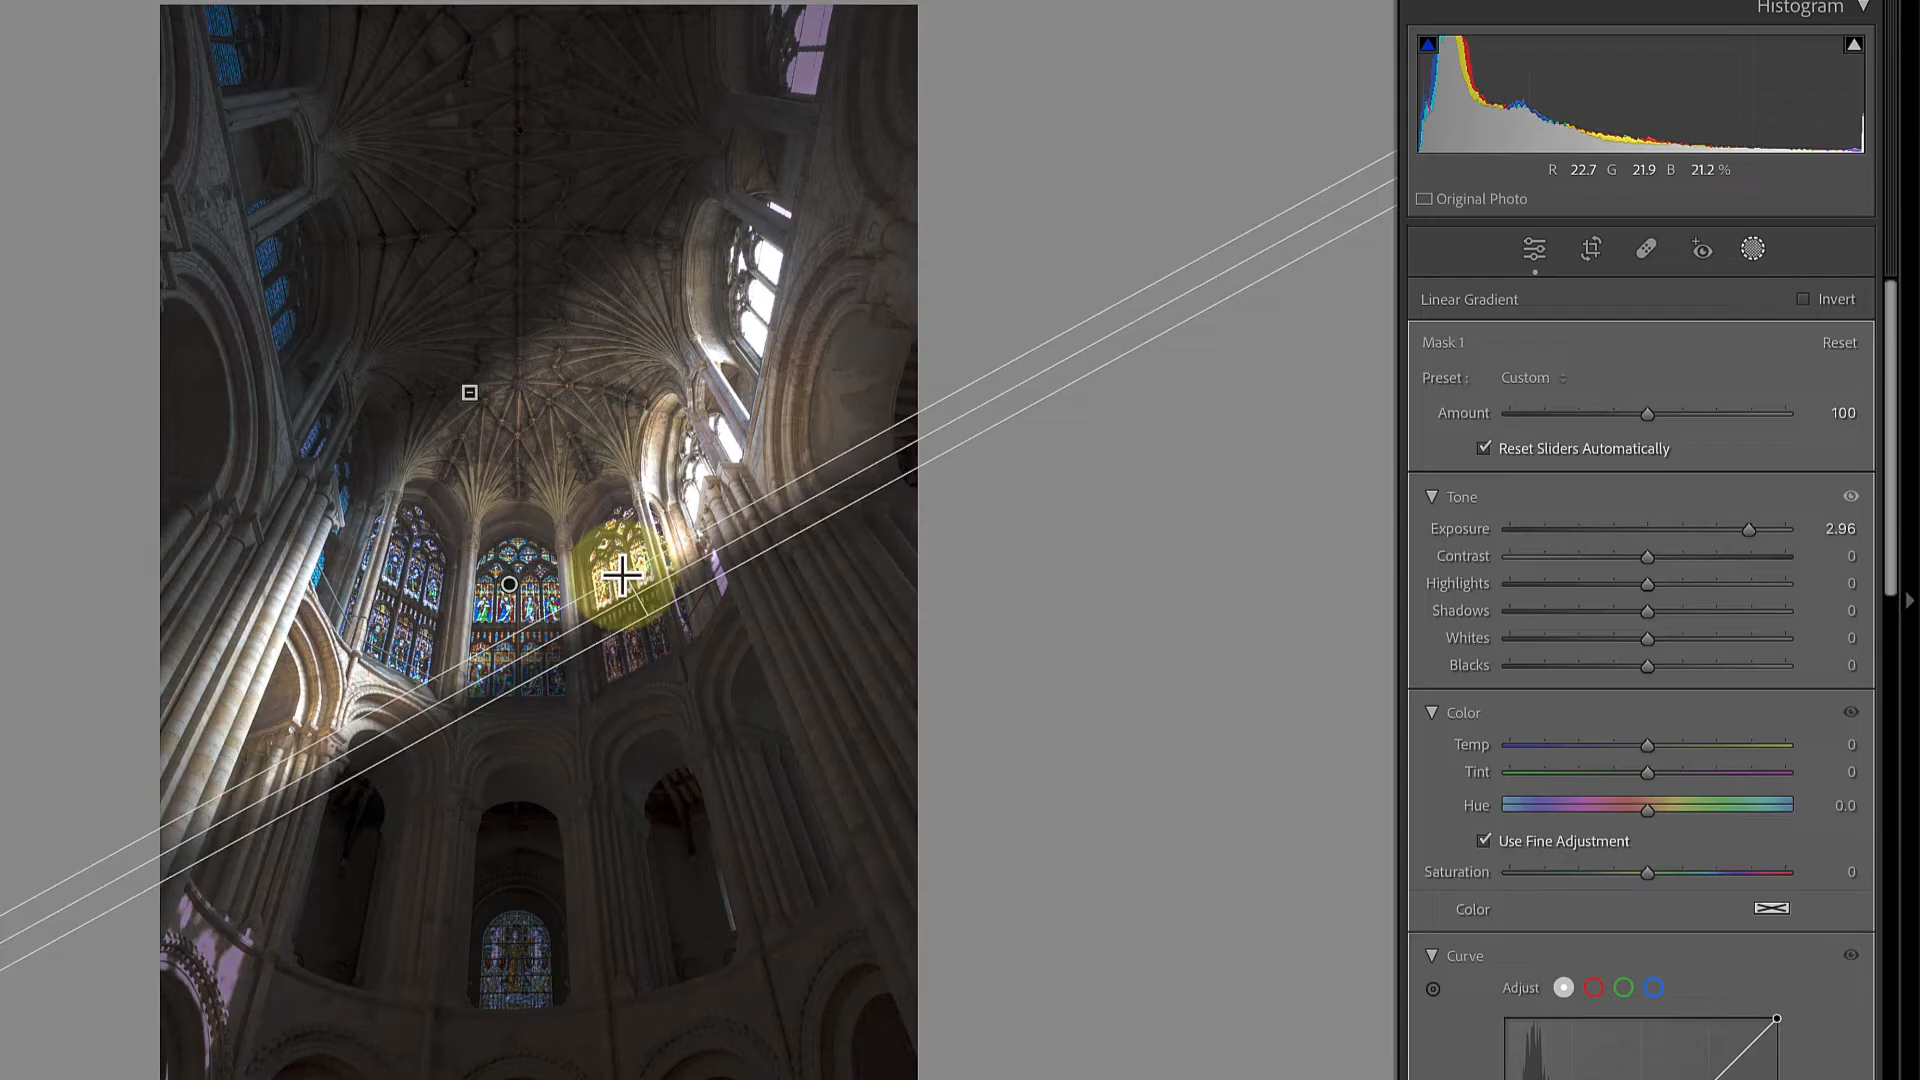 Histogram
R 22.7 G 21.9 B 21.2 %
Original Photo
Linear Gradient Invert
Mask 1 Reset
Preset : Custom
Amount 100
Reset Sliders Automatically
Tone
Exposure 2.96
Contrast 0
Highlights 0
Shadows 0
Whites 0
Blacks 0
Color
Temp 0
Tint 0
Hue 0.0
Use Fine Adjustment
Saturation 0
Color
Curve
Adjust